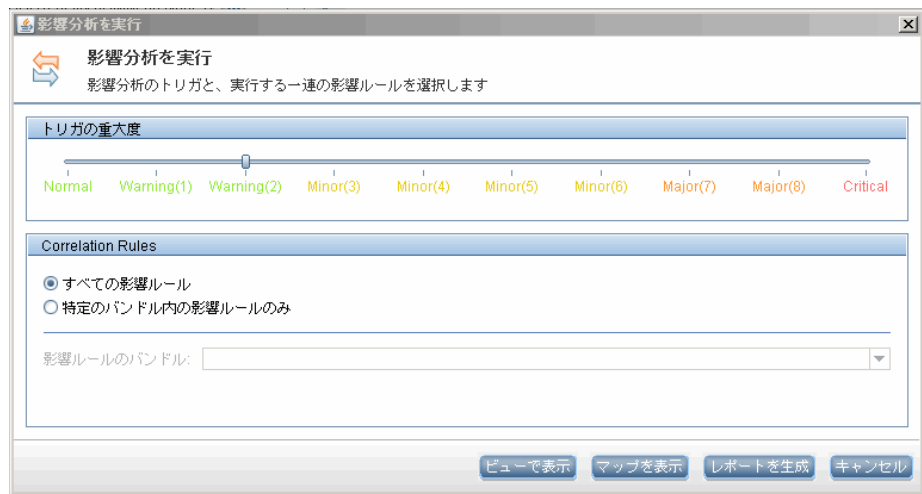 影響分析を実行
影響分析を実行
影響分析のトリガと、実行する一連の影響ルールを選択します
トリガの重大度
Normal Warning(1) Warning(2) Minor(3) Minor(4) Minor(5) Minor(6) Major(7) Major(8) Critical
Correlation Rules
すべての影響ルール
特定のバンドル内の影響ルールのみ
影響ルールのバンドル:
ビューで表示 マップを表示 レポートを生成 キャンセル